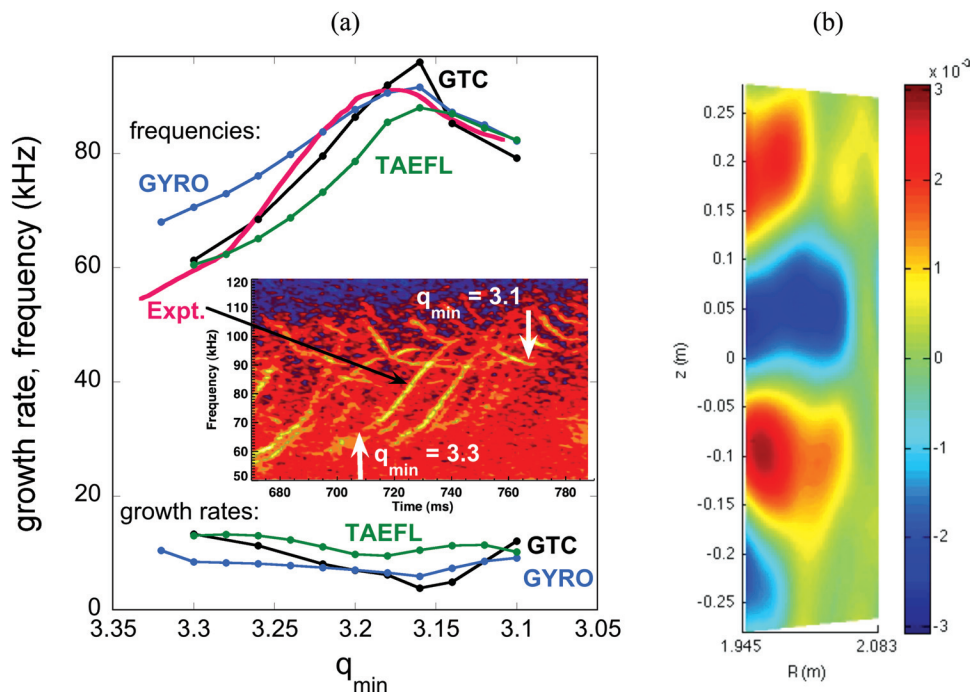 (a)
(b)
growth rate, frequency (kHz)
80
60
40
20
0
frequencies:
GTC
GYRO
TAEFL
Expt.
120
110
100
90
80
70
60
50
Frequency (kHz)
q_min = 3.1
q_min = 3.3
680 700 720 740 760 780
Time (ms)
growth rates:
TAEFL
GTC
GYRO
3.35 3.3 3.25 3.2 3.15 3.1 3.05
q_min
z (m)
0.25
0.2
0.15
0.1
0.05
0
-0.05
-0.1
-0.15
-0.2
-0.25
1.945 2.083
R (m)
x 10⁻³
3
2
1
0
-1
-2
-3